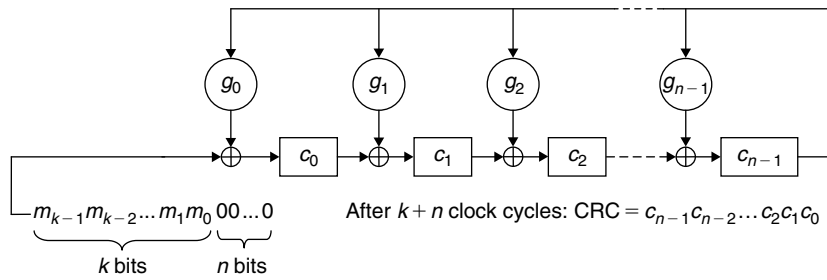 g₀ g₁ g₂ gₙ₋₁
c₀ c₁ c₂ cₙ₋₁
mₖ₋₁mₖ₋₂...m₁m₀ 00...0 After k + n clock cycles: CRC = cₙ₋₁cₙ₋₂...c₂c₁c₀
k bits n bits